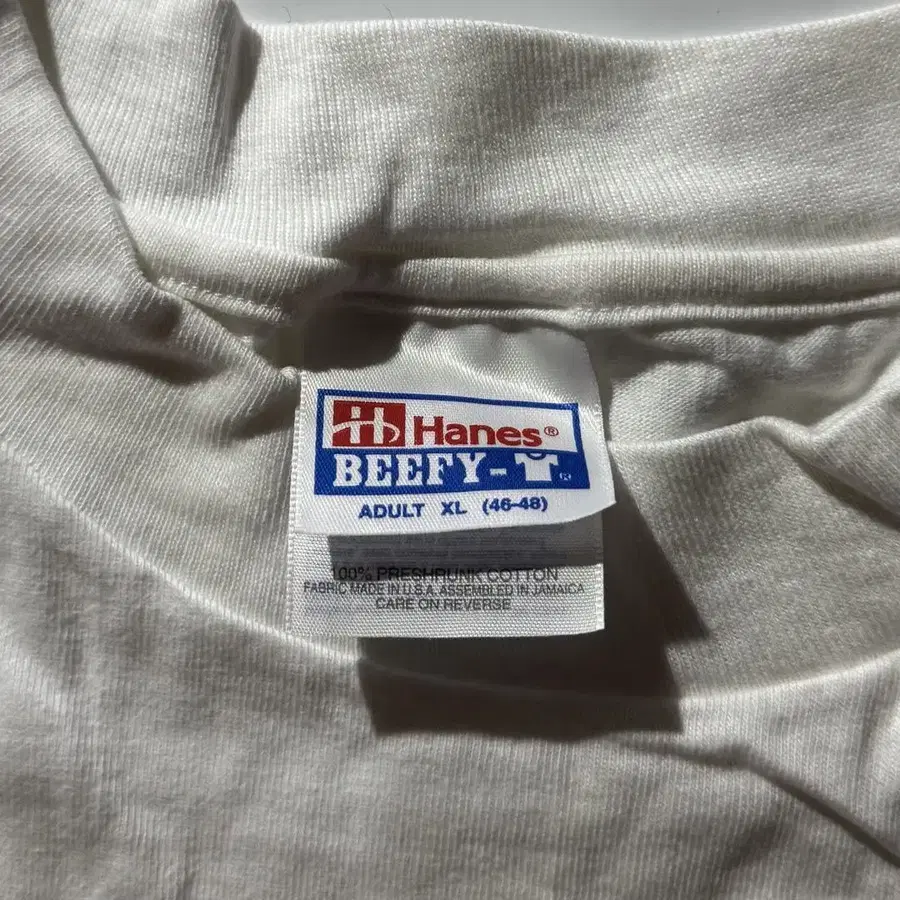 Hanes®
BEEFY-T®
ADULT XL (46-48)
100% PRESHRUNK COTTON
FABRIC MADE IN U.S.A. ASSEMBLED IN JAMAICA
CARE ON REVERSE